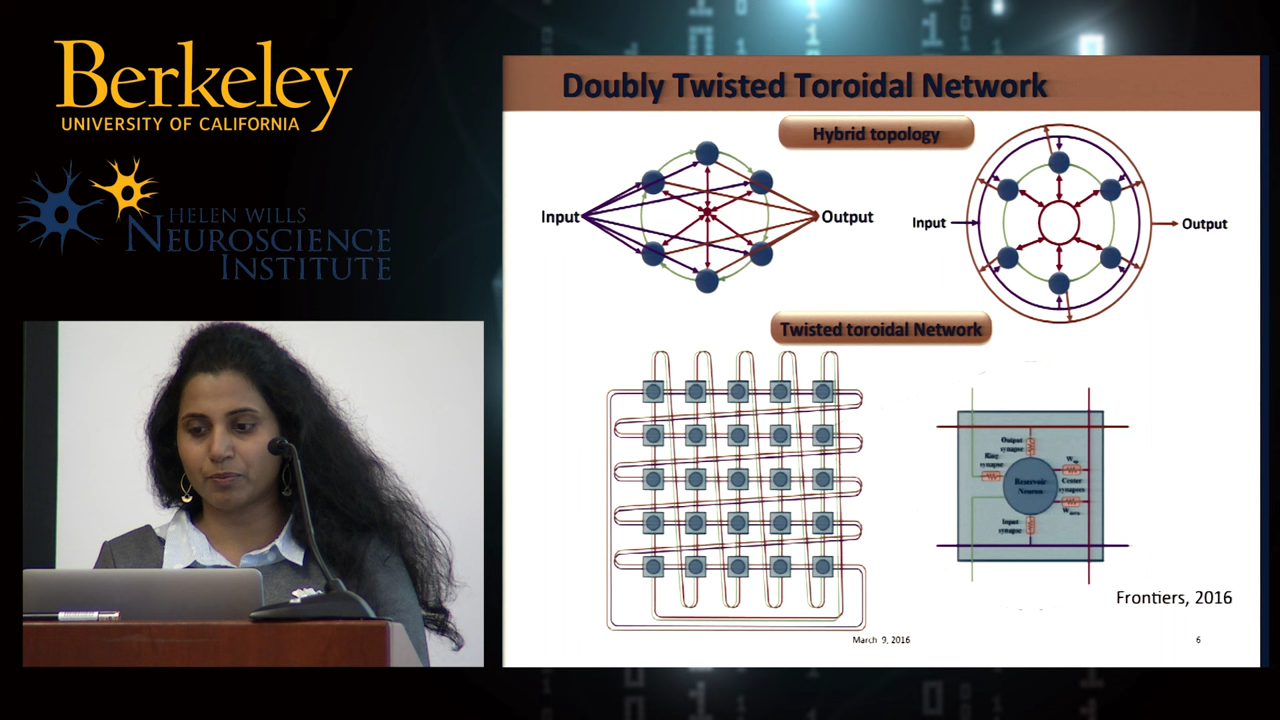 Berkeley
UNIVERSITY OF CALIFORNIA
HELEN WILLS
NEUROSCIENCE
INSTITUTE
Doubly Twisted Toroidal Network
Hybrid topology
Input
Output
Input
Output
Twisted toroidal Network
Output
synapse
Ring
synapse
Reservoir
Neuron
Center
synapses
Input
synapse
Frontiers, 2016
March 9, 2016
6